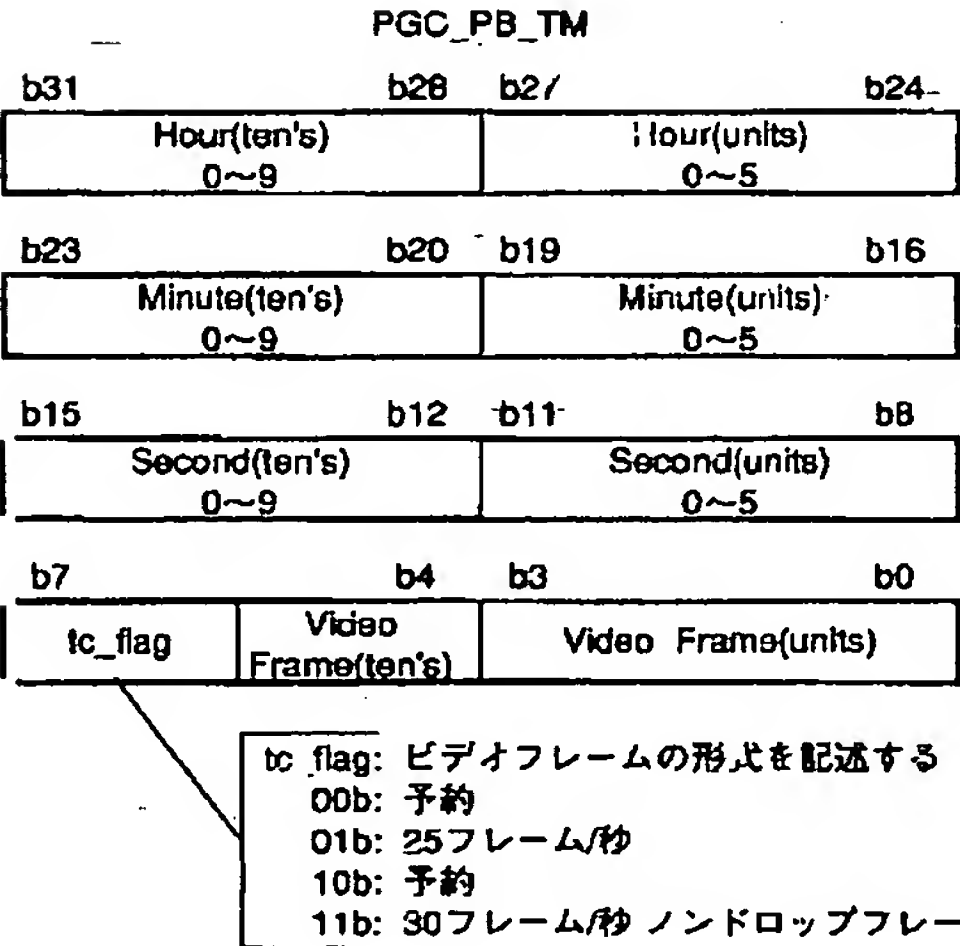 PGC_PB_TM
b31 b28 b27 b24
Hour(ten's) Hour(units)
0～9 0～5
b23 b20 b19 b16
Minute(ten's) Minute(units)
0～9 0～5
b15 b12 b11 b8
Second(ten's) Second(units)
0～9 0～5
b7 b4 b3 b0
tc_flag Video Frame(units)
Video
Frame(ten's)
tc_flag: ビデオフレームの形式を記述する
00b: 予約
01b: 25フレーム/秒
10b: 予約
11b: 30フレーム/秒 ノンドロップフレー